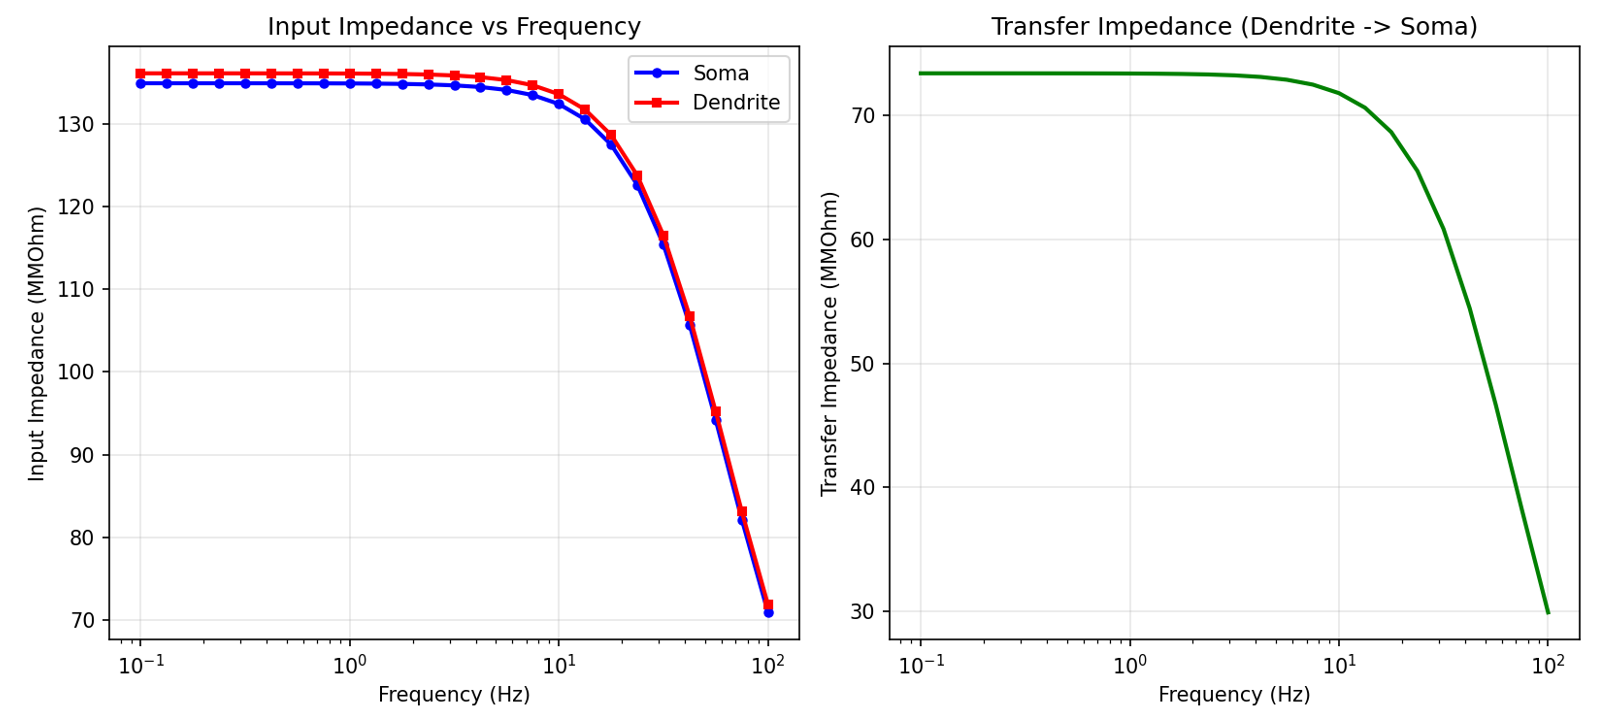 Input Impedance vs Frequency
Input Impedance (MMOhm)
130
120
110
100
90
80
70
Soma
Dendrite
10⁻¹ 10⁰ 10¹ 10²
Frequency (Hz)
Transfer Impedance (Dendrite -> Soma)
Transfer Impedance (MMOhm)
70
60
50
40
30
10⁻¹ 10⁰ 10¹ 10²
Frequency (Hz)